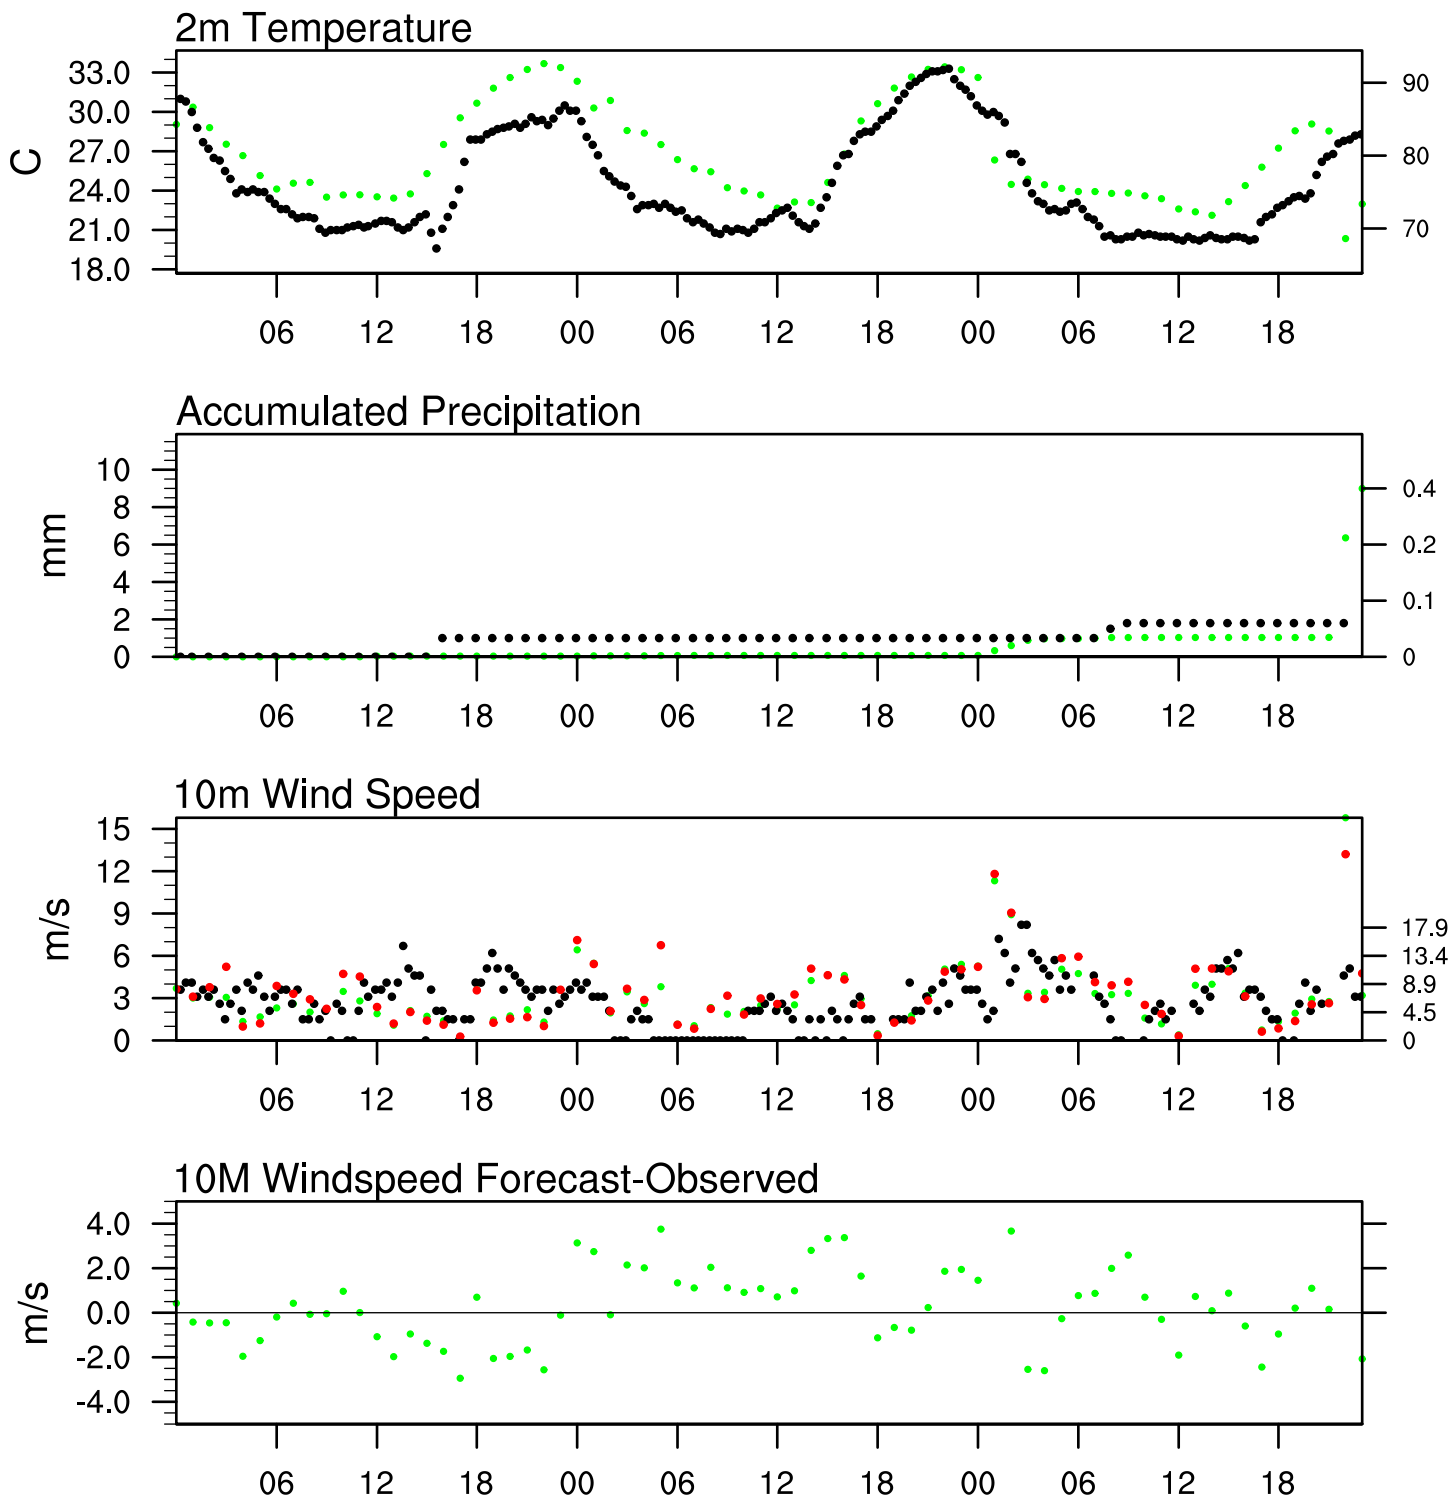 2m Temperature
33.0
30.0
27.0
24.0
21.0
18.0
C
90
80
70
06 12 18 00 06 12 18 00 06 12 18
Accumulated Precipitation
10
8
6
4
2
0
mm
0.4
0.2
0.1
0
06 12 18 00 06 12 18 00 06 12 18
10m Wind Speed
15
12
9
6
3
0
m/s
17.9
13.4
8.9
4.5
0
06 12 18 00 06 12 18 00 06 12 18
10M Windspeed Forecast-Observed
4.0
2.0
0.0
-2.0
-4.0
m/s
06 12 18 00 06 12 18 00 06 12 18